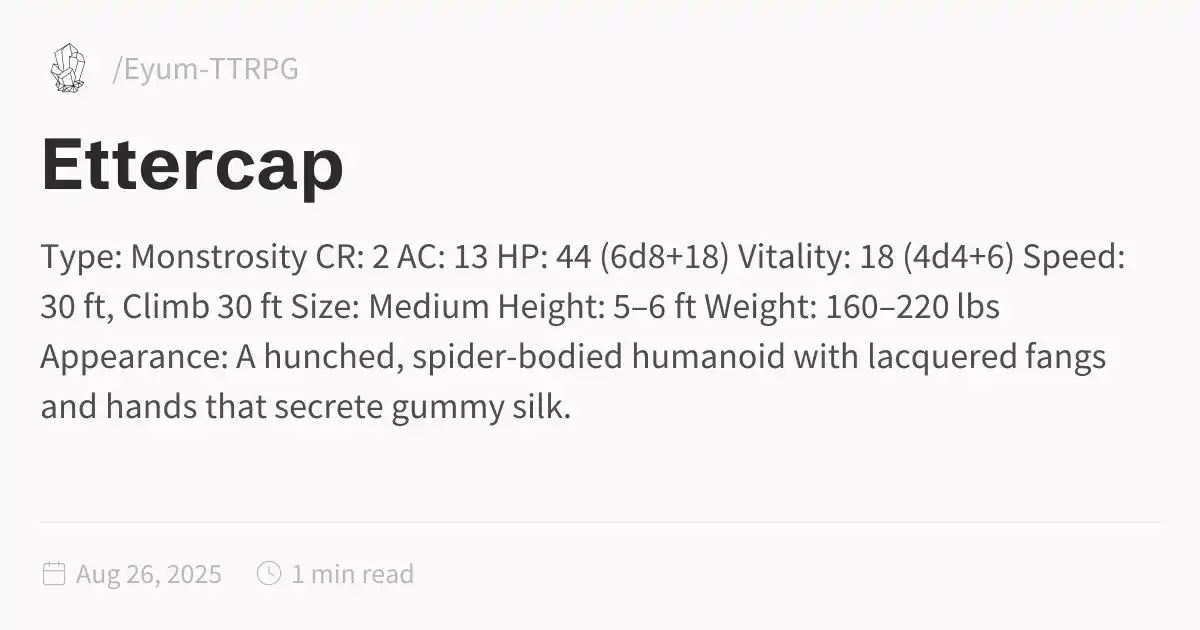 /Eyum-TTRPG
Ettercap
Type: Monstrosity CR: 2 AC: 13 HP: 44 (6d8+18) Vitality: 18 (4d4+6) Speed:
30 ft, Climb 30 ft Size: Medium Height: 5–6 ft Weight: 160–220 lbs
Appearance: A hunched, spider-bodied humanoid with lacquered fangs
and hands that secrete gummy silk.
Aug 26, 2025 1 min read